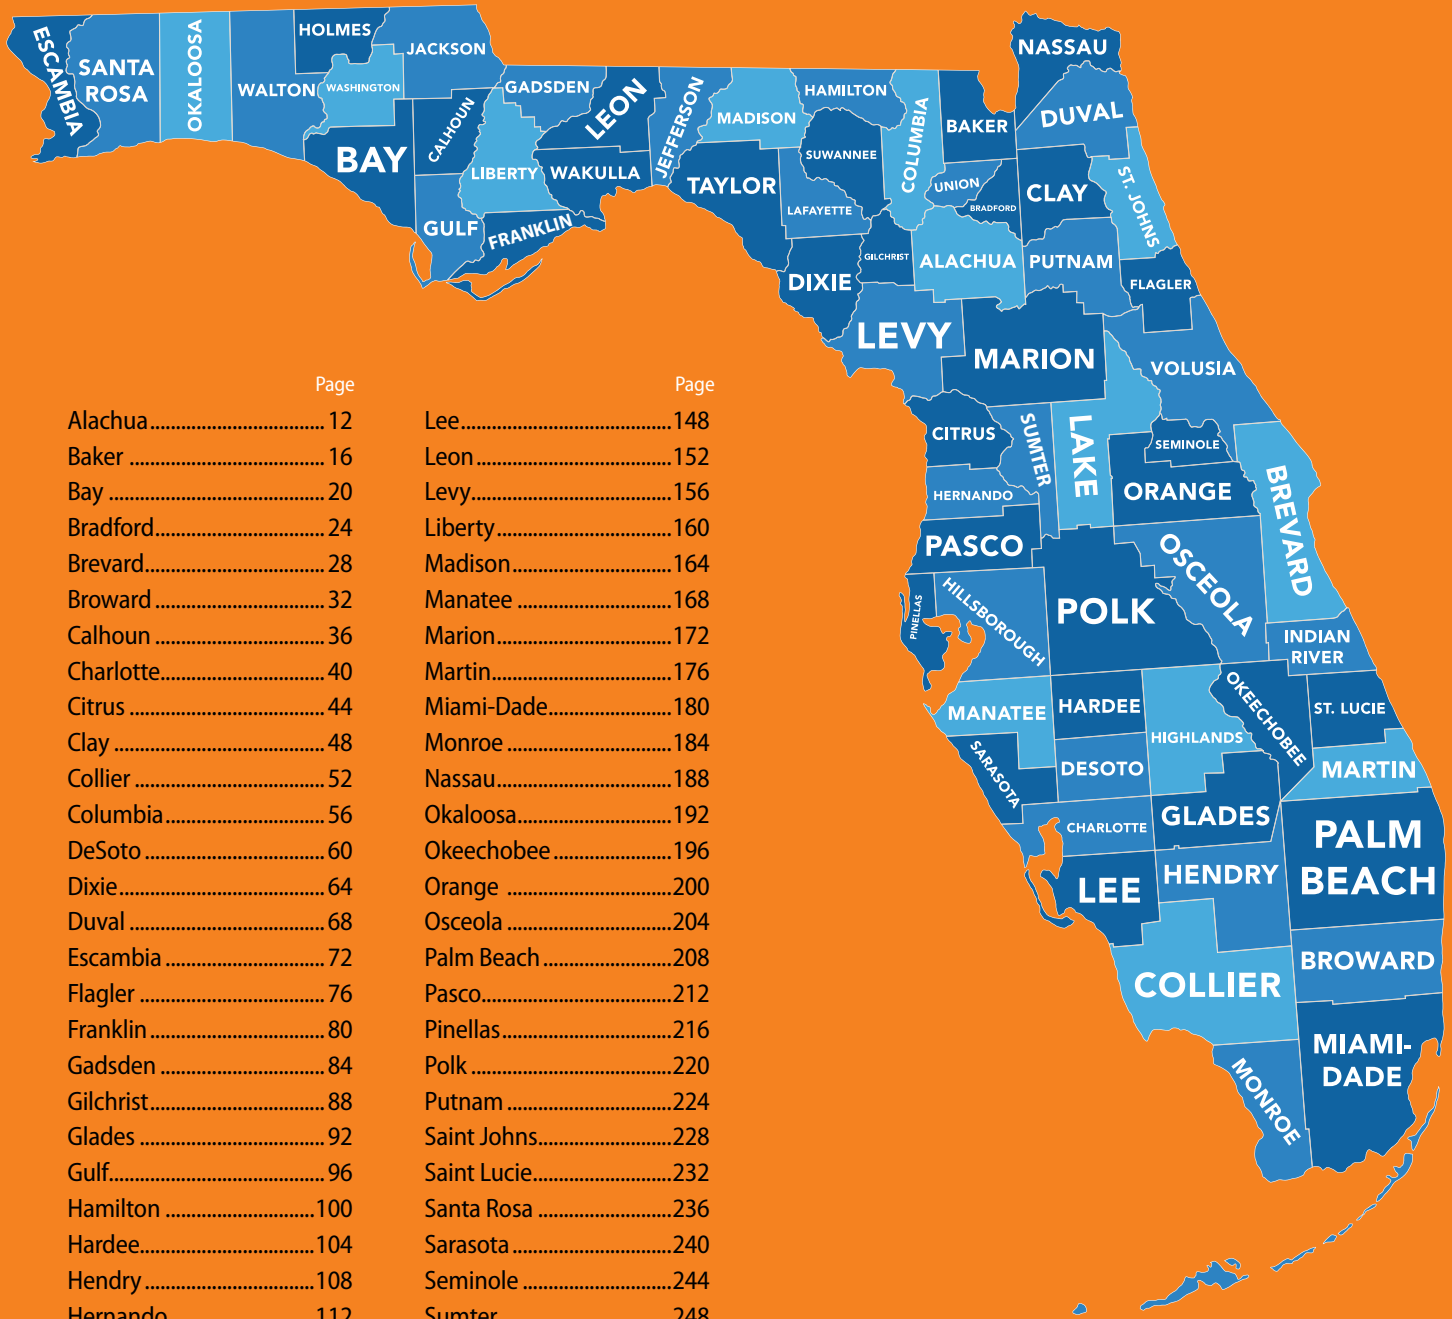 ESCAMBIA
SANTA
ROSA
OKALOOSA
WALTON
HOLMES
WASHINGTON
JACKSON
BAY
CALHOUN
GULF
GADSDEN
LIBERTY
FRANKLIN
LEON
WAKULLA
JEFFERSON
MADISON
TAYLOR
HAMILTON
SUWANNEE
LAFAYETTE
DIXIE
COLUMBIA
GILCHRIST
BAKER
UNION
BRADFORD
ALACHUA
NASSAU
DUVAL
CLAY
ST. JOHNS
PUTNAM
FLAGLER
LEVY
MARION
VOLUSIA
CITRUS
SUMTER
LAKE
SEMINOLE
ORANGE
BREVARD
HERNANDO
PASCO
OSCEOLA
PINELLAS
HILLSBOROUGH
POLK
INDIAN
RIVER
MANATEE
HARDEE
HIGHLANDS
OKEECHOBEE
ST. LUCIE
SARASOTA
DESOTO
MARTIN
CHARLOTTE
GLADES
PALM
BEACH
LEE
HENDRY
COLLIER
BROWARD
MIAMI-
DADE
MONROE
Page
Alachua.....12
Baker.....16
Bay.....20
Bradford.....24
Brevard.....28
Broward.....32
Calhoun.....36
Charlotte.....40
Citrus.....44
Clay.....48
Collier.....52
Columbia.....56
DeSoto.....60
Dixie.....64
Duval.....68
Escambia.....72
Flagler.....76
Franklin.....80
Gadsden.....84
Gilchrist.....88
Glades.....92
Gulf.....96
Hamilton.....100
Hardee.....104
Hendry.....108
Hernando.....112
Page
Lee.....148
Leon.....152
Levy.....156
Liberty.....160
Madison.....164
Manatee.....168
Marion.....172
Martin.....176
Miami-Dade.....180
Monroe.....184
Nassau.....188
Okaloosa.....192
Okeechobee.....196
Orange.....200
Osceola.....204
Palm Beach.....208
Pasco.....212
Pinellas.....216
Polk.....220
Putnam.....224
Saint Johns.....228
Saint Lucie.....232
Santa Rosa.....236
Sarasota.....240
Seminole.....244
Sumter.....248